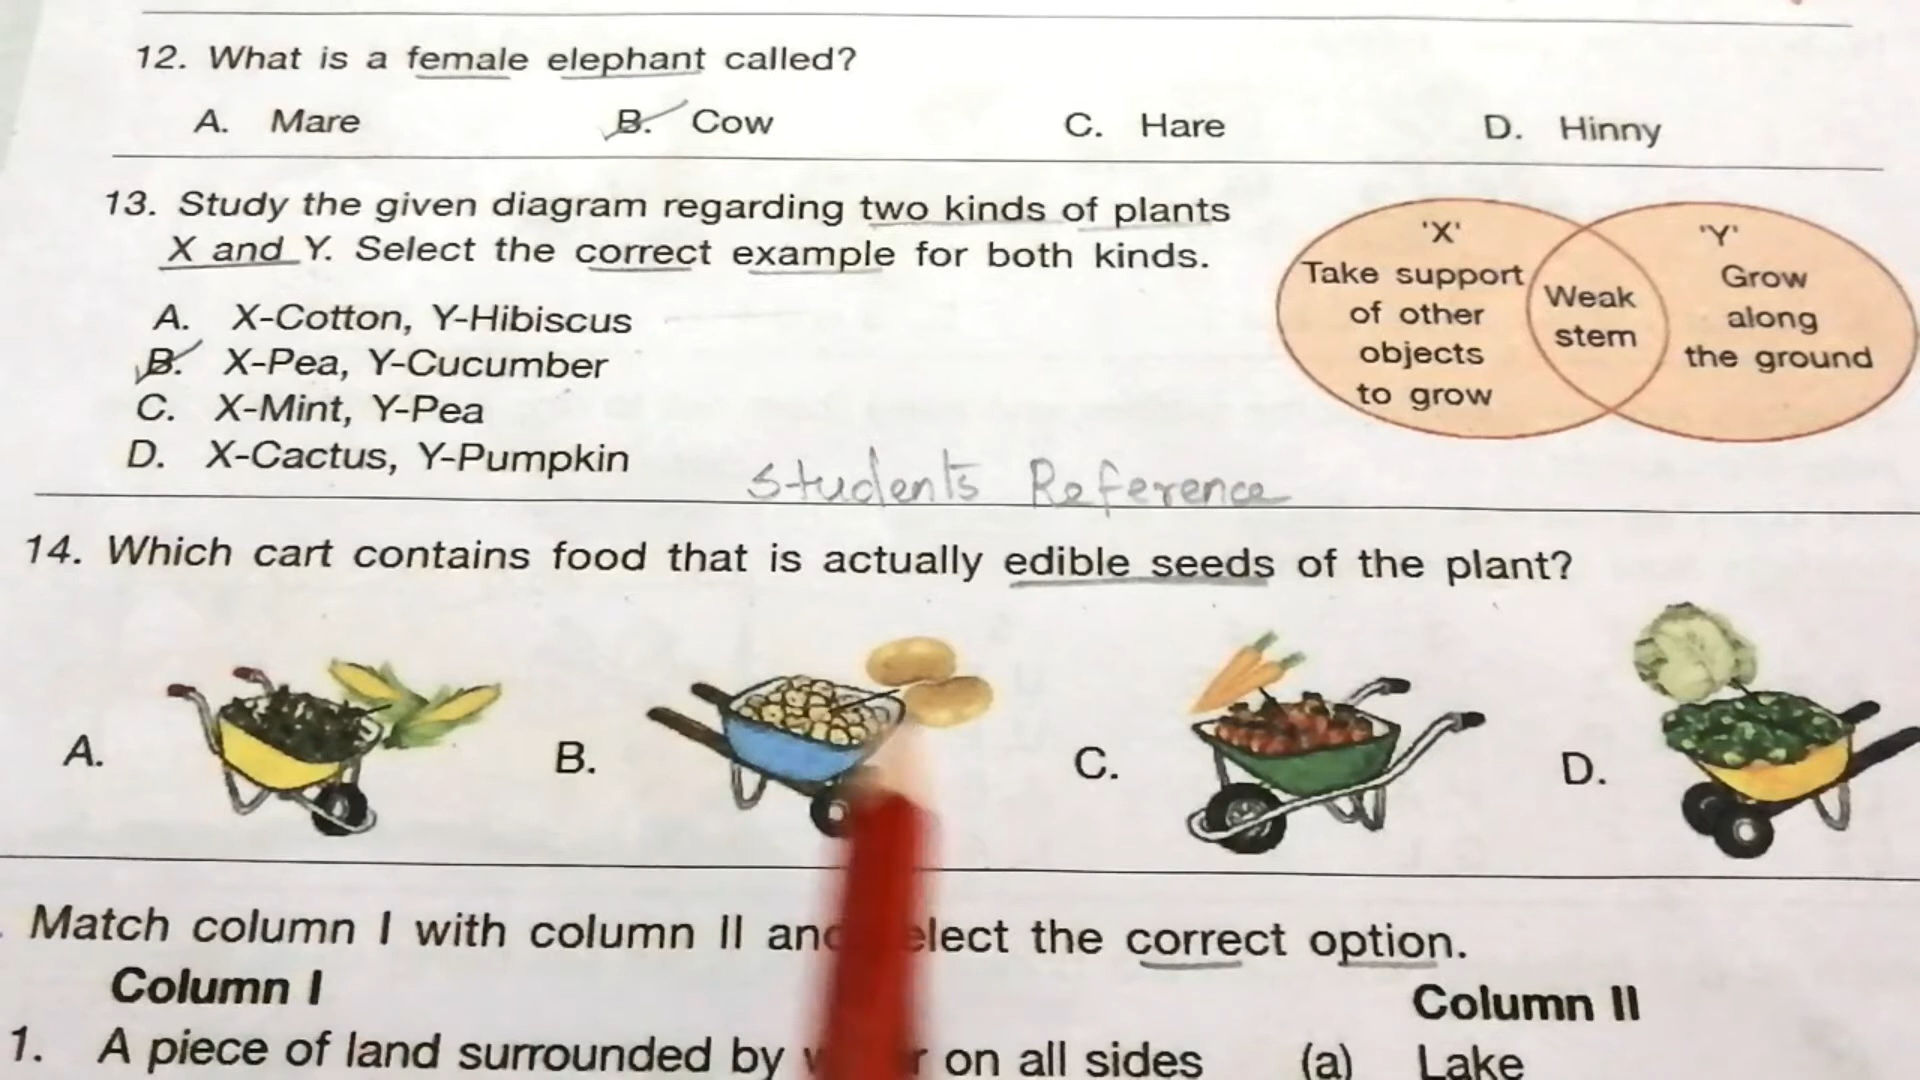 12. What is a female elephant called?
A. Mare B. Cow C. Hare D. Hinny
13. Study the given diagram regarding two kinds of plants
X and Y. Select the correct example for both kinds.
A. X-Cotton, Y-Hibiscus
B. X-Pea, Y-Cucumber
C. X-Mint, Y-Pea
D. X-Cactus, Y-Pumpkin
'X'
Take support
of other
objects
to grow
Weak
stem
'Y'
Grow
along
the ground
Students Reference
14. Which cart contains food that is actually edible seeds of the plant?
A. B. C. D.
Match column I with column II and elect the correct option.
Column I Column II
1. A piece of land surrounded by on all sides (a) Lake